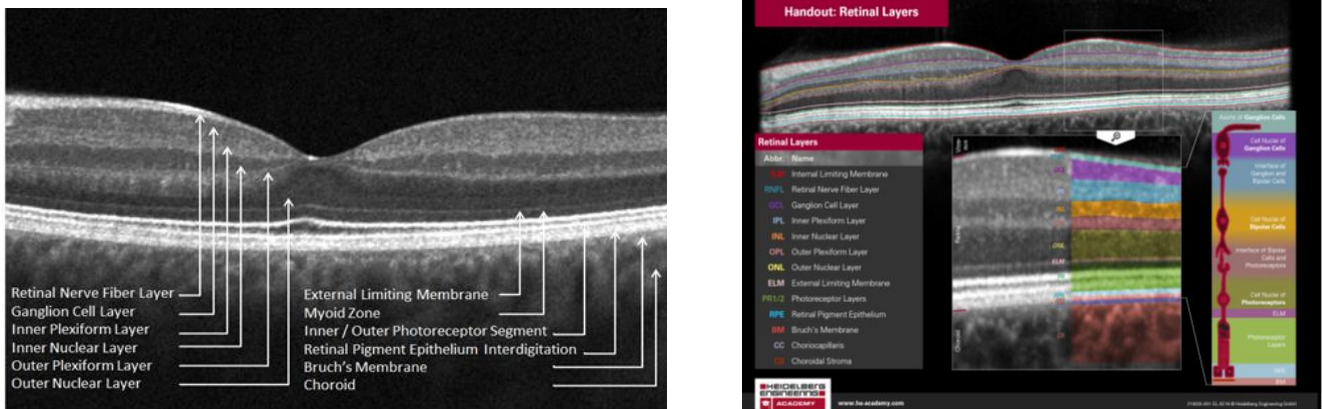 Retinal Nerve Fiber Layer
Ganglion Cell Layer
Inner Plexiform Layer
Inner Nuclear Layer
Outer Plexiform Layer
Outer Nuclear Layer
External Limiting Membrane
Myoid Zone
Inner / Outer Photoreceptor Segment
Retinal Pigment Epithelium Interdigitation
Bruch's Membrane
Choroid
Handout: Retinal Layers
Retinal Layers
Abbr. Name
Internal Limiting Membrane
RNFL Retinal Nerve Fiber Layer
GCL Ganglion Cell Layer
IPL Inner Plexiform Layer
INL Inner Nuclear Layer
OPL Outer Plexiform Layer
ONL Outer Nuclear Layer
ELM External Limiting Membrane
PR1/2 Photoreceptor Layers
RPE Retinal Pigment Epithelium
BM Bruch's Membrane
CC Choriocapillaris
CS Choroidal Stroma
ONL
ELM
Axons of Ganglion Cells
Cell Nuclei of
Ganglion Cells
Interface of
Ganglion and
Bipolar Cells
Cell Nuclei of
Bipolar Cells
Interface of Bipolar
Cells and
Photoreceptors
Cell Nuclei of
Photoreceptors
ELM
Photoreceptor
Layers
BM
HEIDELBERG
ENGINEERING
ACADEMY
www.he-academy.com